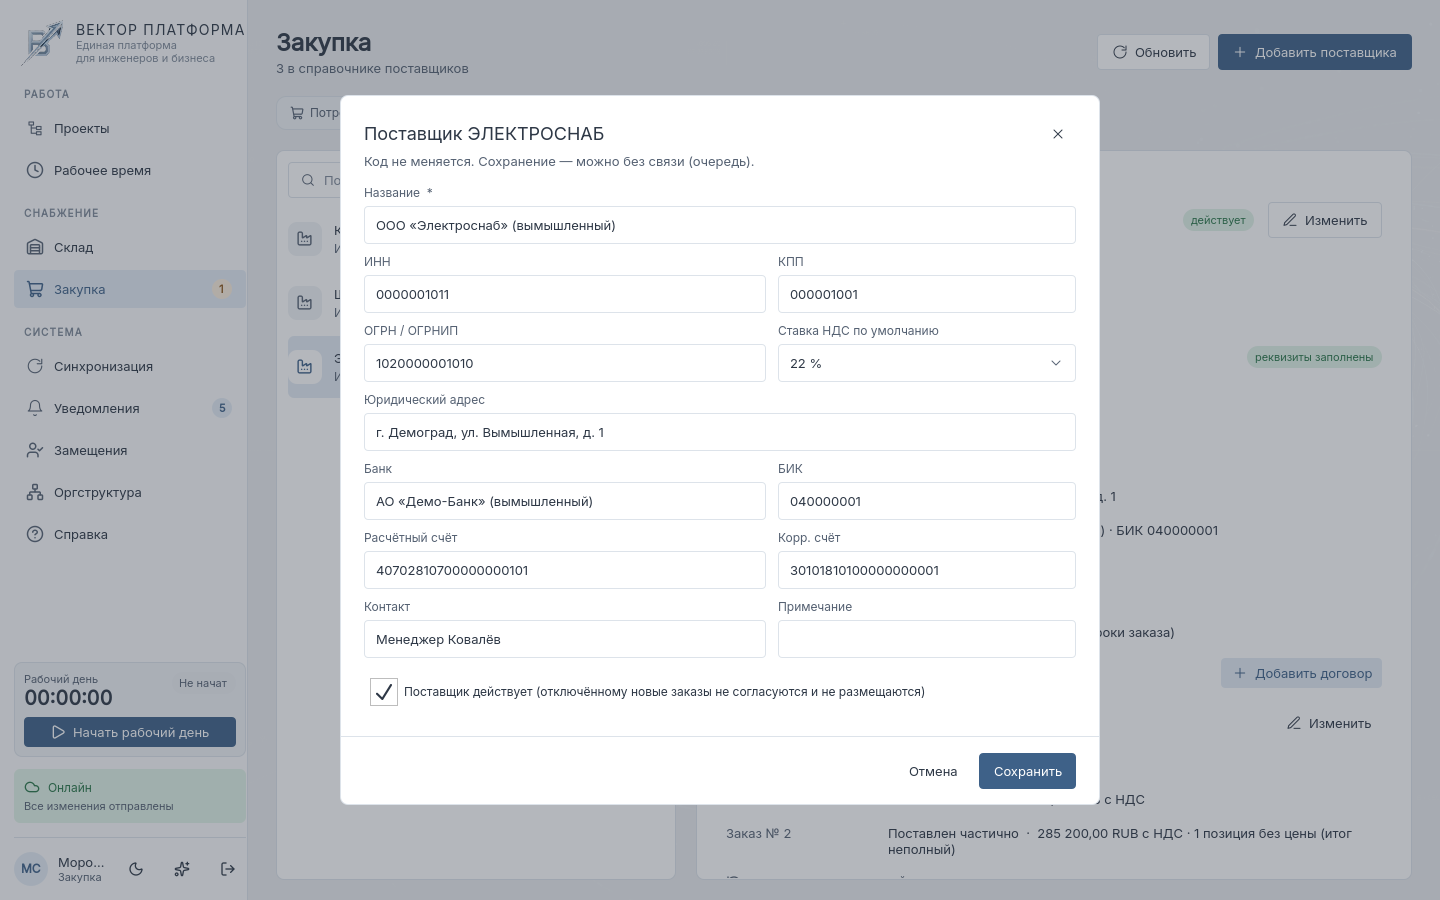 ВЕКТОР ПЛАТФОРМА
Единая платформа
для инженеров и бизнеса
РАБОТА
Проекты
Рабочее время
СНАБЖЕНИЕ
Склад
Закупка 1
СИСТЕМА
Синхронизация
Уведомления 5
Замещения
Оргструктура
Справка
Рабочий день
Не начат
00:00:00
Начать рабочий день
Онлайн
Все изменения отправлены
МС
Моро...
Закупка
Закупка
3 в справочнике поставщиков
Обновить
Добавить поставщика
Поставщик ЭЛЕКТРОСНАБ
Код не меняется. Сохранение — можно без связи (очередь).
Название *
ООО «Электроснаб» (вымышленный)
ИНН
КПП
0000001011
000001001
ОГРН / ОГРНИП
Ставка НДС по умолчанию
1020000001010
22 %
Юридический адрес
г. Демоград, ул. Вымышленная, д. 1
Банк
БИК
АО «Демо-Банк» (вымышленный)
040000001
Расчётный счёт
Корр. счёт
40702810700000000101
30101810100000000001
Контакт
Примечание
Менеджер Ковалёв
Поставщик действует (отключённому новые заказы не согласуются и не размещаются)
Отмена
Сохранить
действует
Изменить
реквизиты заполнены
д. 1
) · БИК 040000001
заказа)
Добавить договор
Изменить
с НДС
Заказ № 2
Поставлен частично · 285 200,00 RUB с НДС · 1 позиция без цены (итог
неполный)